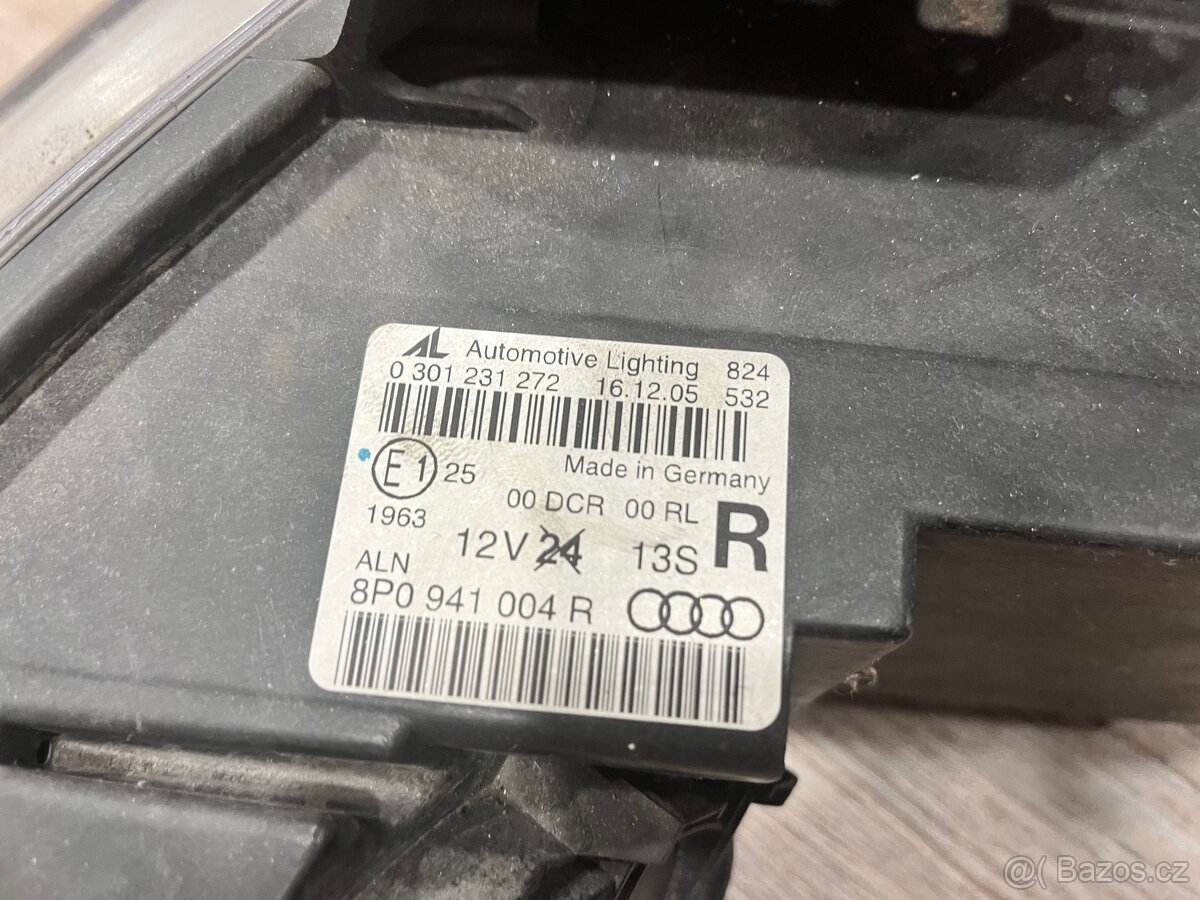 AL Automotive Lighting 824
0 301 231 272 16.12.05 532
Made in Germany
E1 25
00 DCR 00 RL R
1963
12V 24 13S
ALN
8P0 941 004 R
@( Bazos.cz